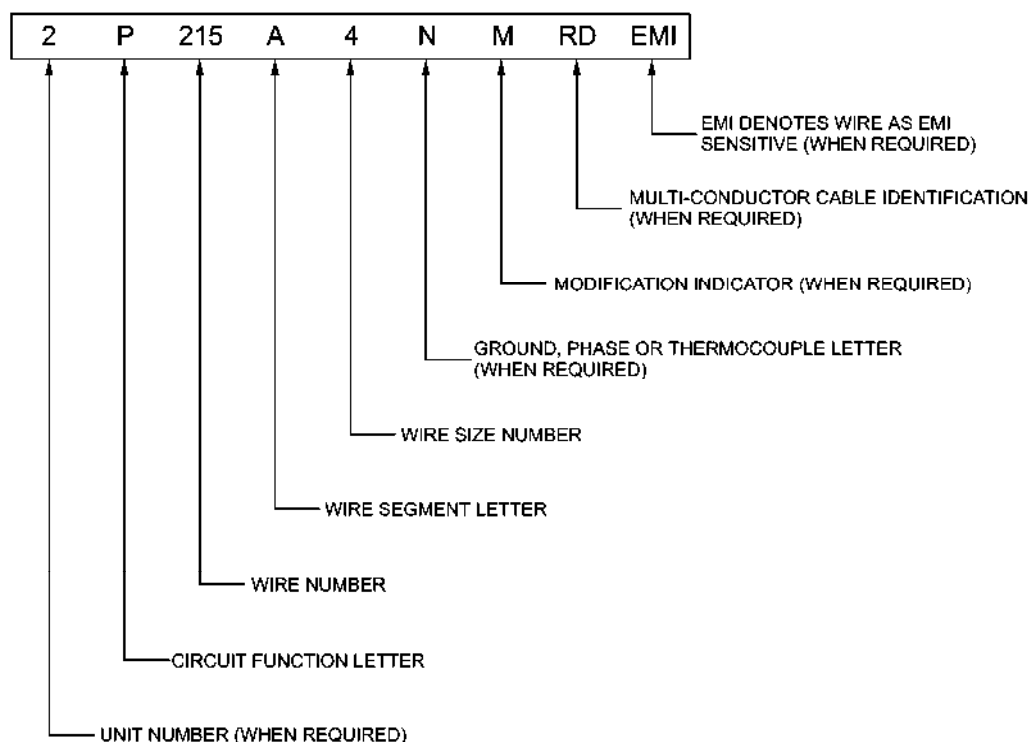 2 P 215 A 4 N M RD EMI
EMI DENOTES WIRE AS EMI
SENSITIVE (WHEN REQUIRED)
MULTI-CONDUCTOR CABLE IDENTIFICATION
(WHEN REQUIRED)
MODIFICATION INDICATOR (WHEN REQUIRED)
GROUND, PHASE OR THERMOCOUPLE LETTER
(WHEN REQUIRED)
WIRE SIZE NUMBER
WIRE SEGMENT LETTER
WIRE NUMBER
CIRCUIT FUNCTION LETTER
UNIT NUMBER (WHEN REQUIRED)